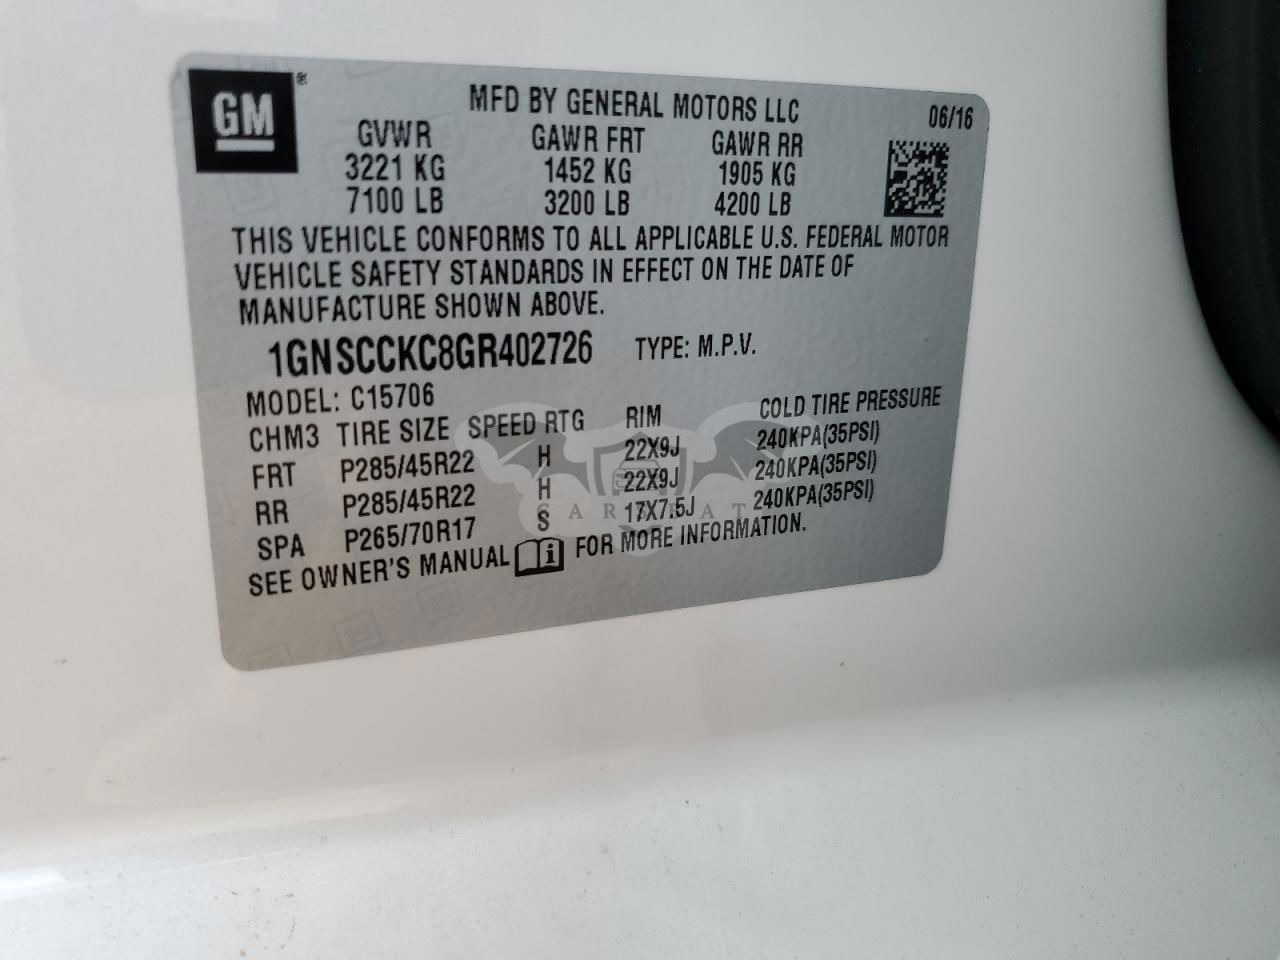 GM®
MFD BY GENERAL MOTORS LLC 06/16
GVWR GAWR FRT GAWR RR
3221 KG 1452 KG 1905 KG
7100 LB 3200 LB 4200 LB
THIS VEHICLE CONFORMS TO ALL APPLICABLE U.S. FEDERAL MOTOR
VEHICLE SAFETY STANDARDS IN EFFECT ON THE DATE OF
MANUFACTURE SHOWN ABOVE.
1GNSCCKC8GR402726 TYPE: M.P.V.
MODEL: C15706
CHM3 TIRE SIZE SPEED RTG RIM COLD TIRE PRESSURE
FRT P285/45R22 H 22X9J 240KPA(35PSI)
RR P285/45R22 H 22X9J 240KPA(35PSI)
SPA P265/70R17 S 17X7.5J 240KPA(35PSI)
SEE OWNER'S MANUAL i FOR MORE INFORMATION.